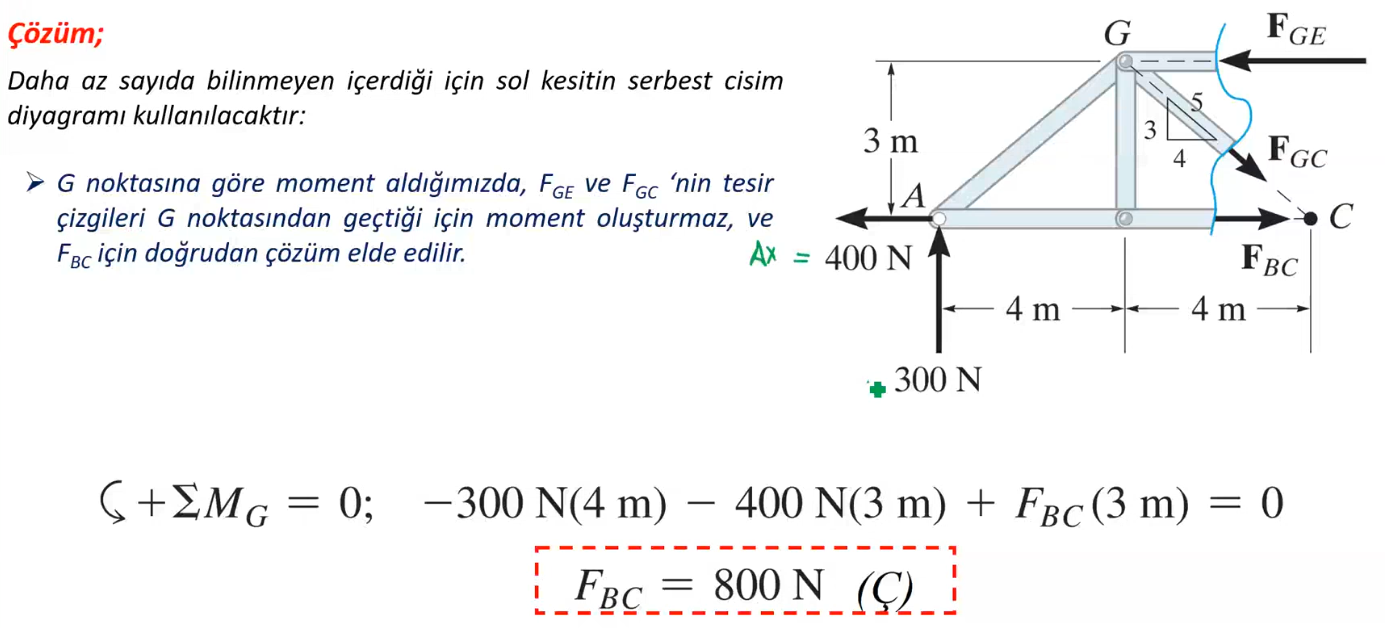 Çözüm;
Daha az sayıda bilinmeyen içerdiği için sol kesitin serbest cisim
diyagramı kullanılacaktır:
➤ G noktasına göre moment aldığımızda, F_GE ve F_GC ‘nin tesir
çizgileri G noktasından geçtiği için moment oluşturmaz, ve
F_BC için doğrudan çözüm elde edilir.
G
F_GE
5
3
4
3 m
F_GC
A
C
Ax = 400 N
F_BC
4 m
4 m
300 N
+ΣM_G = 0; −300 N(4 m) − 400 N(3 m) + F_BC(3 m) = 0
F_BC = 800 N (Ç)